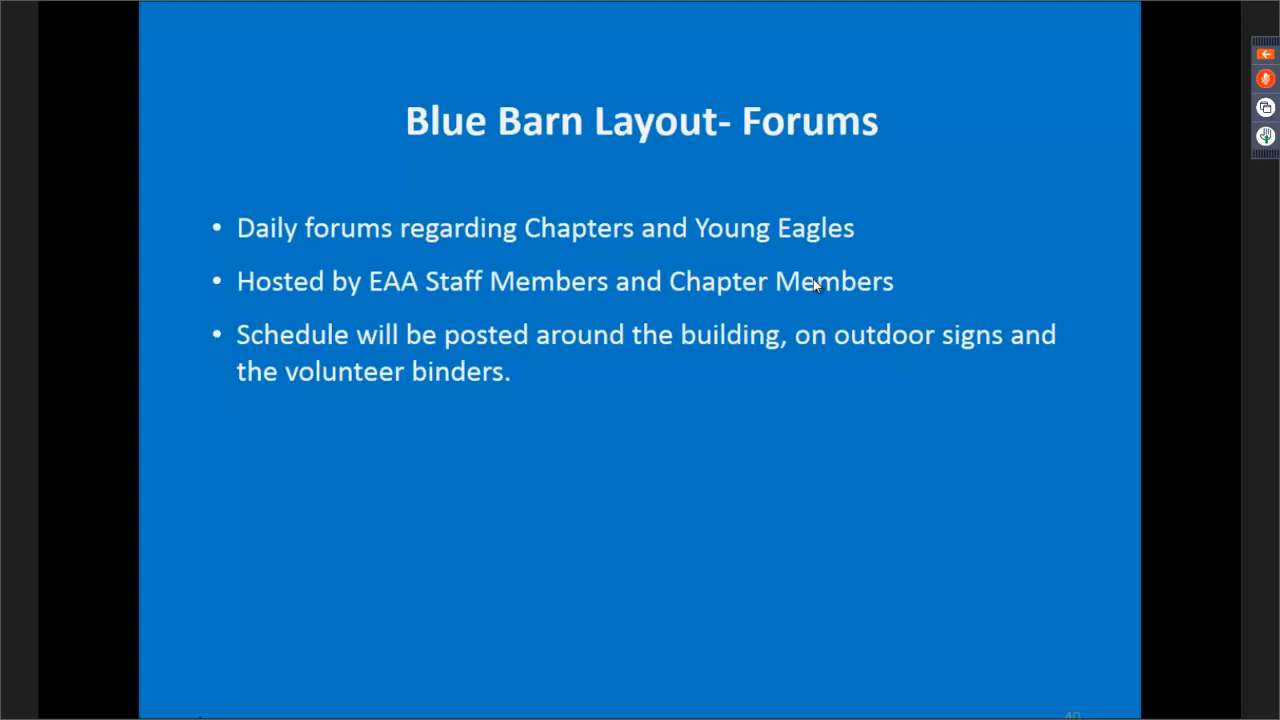 Blue Barn Layout- Forums
• Daily forums regarding Chapters and Young Eagles
• Hosted by EAA Staff Members and Chapter Members
• Schedule will be posted around the building, on outdoor signs and
the volunteer binders.